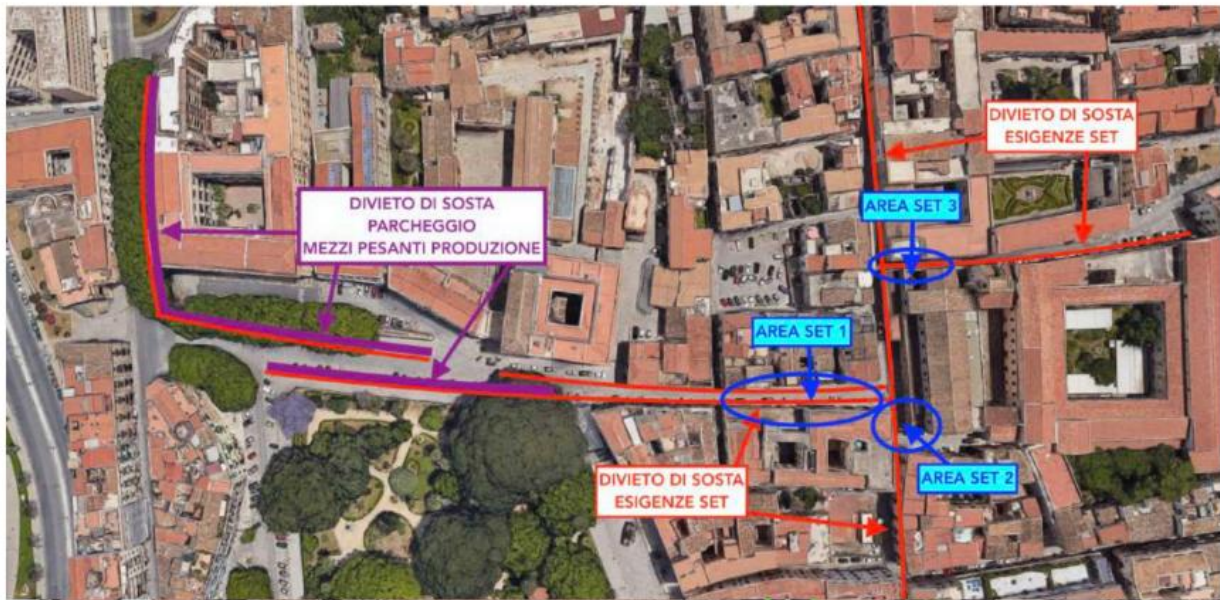 DIVIETO DI SOSTA
ESIGENZE SET
AREA SET 3
DIVIETO DI SOSTA
PARCHEGGIO
MEZZI PESANTI PRODUZIONE
AREA SET 1
DIVIETO DI SOSTA
ESIGENZE SET
AREA SET 2